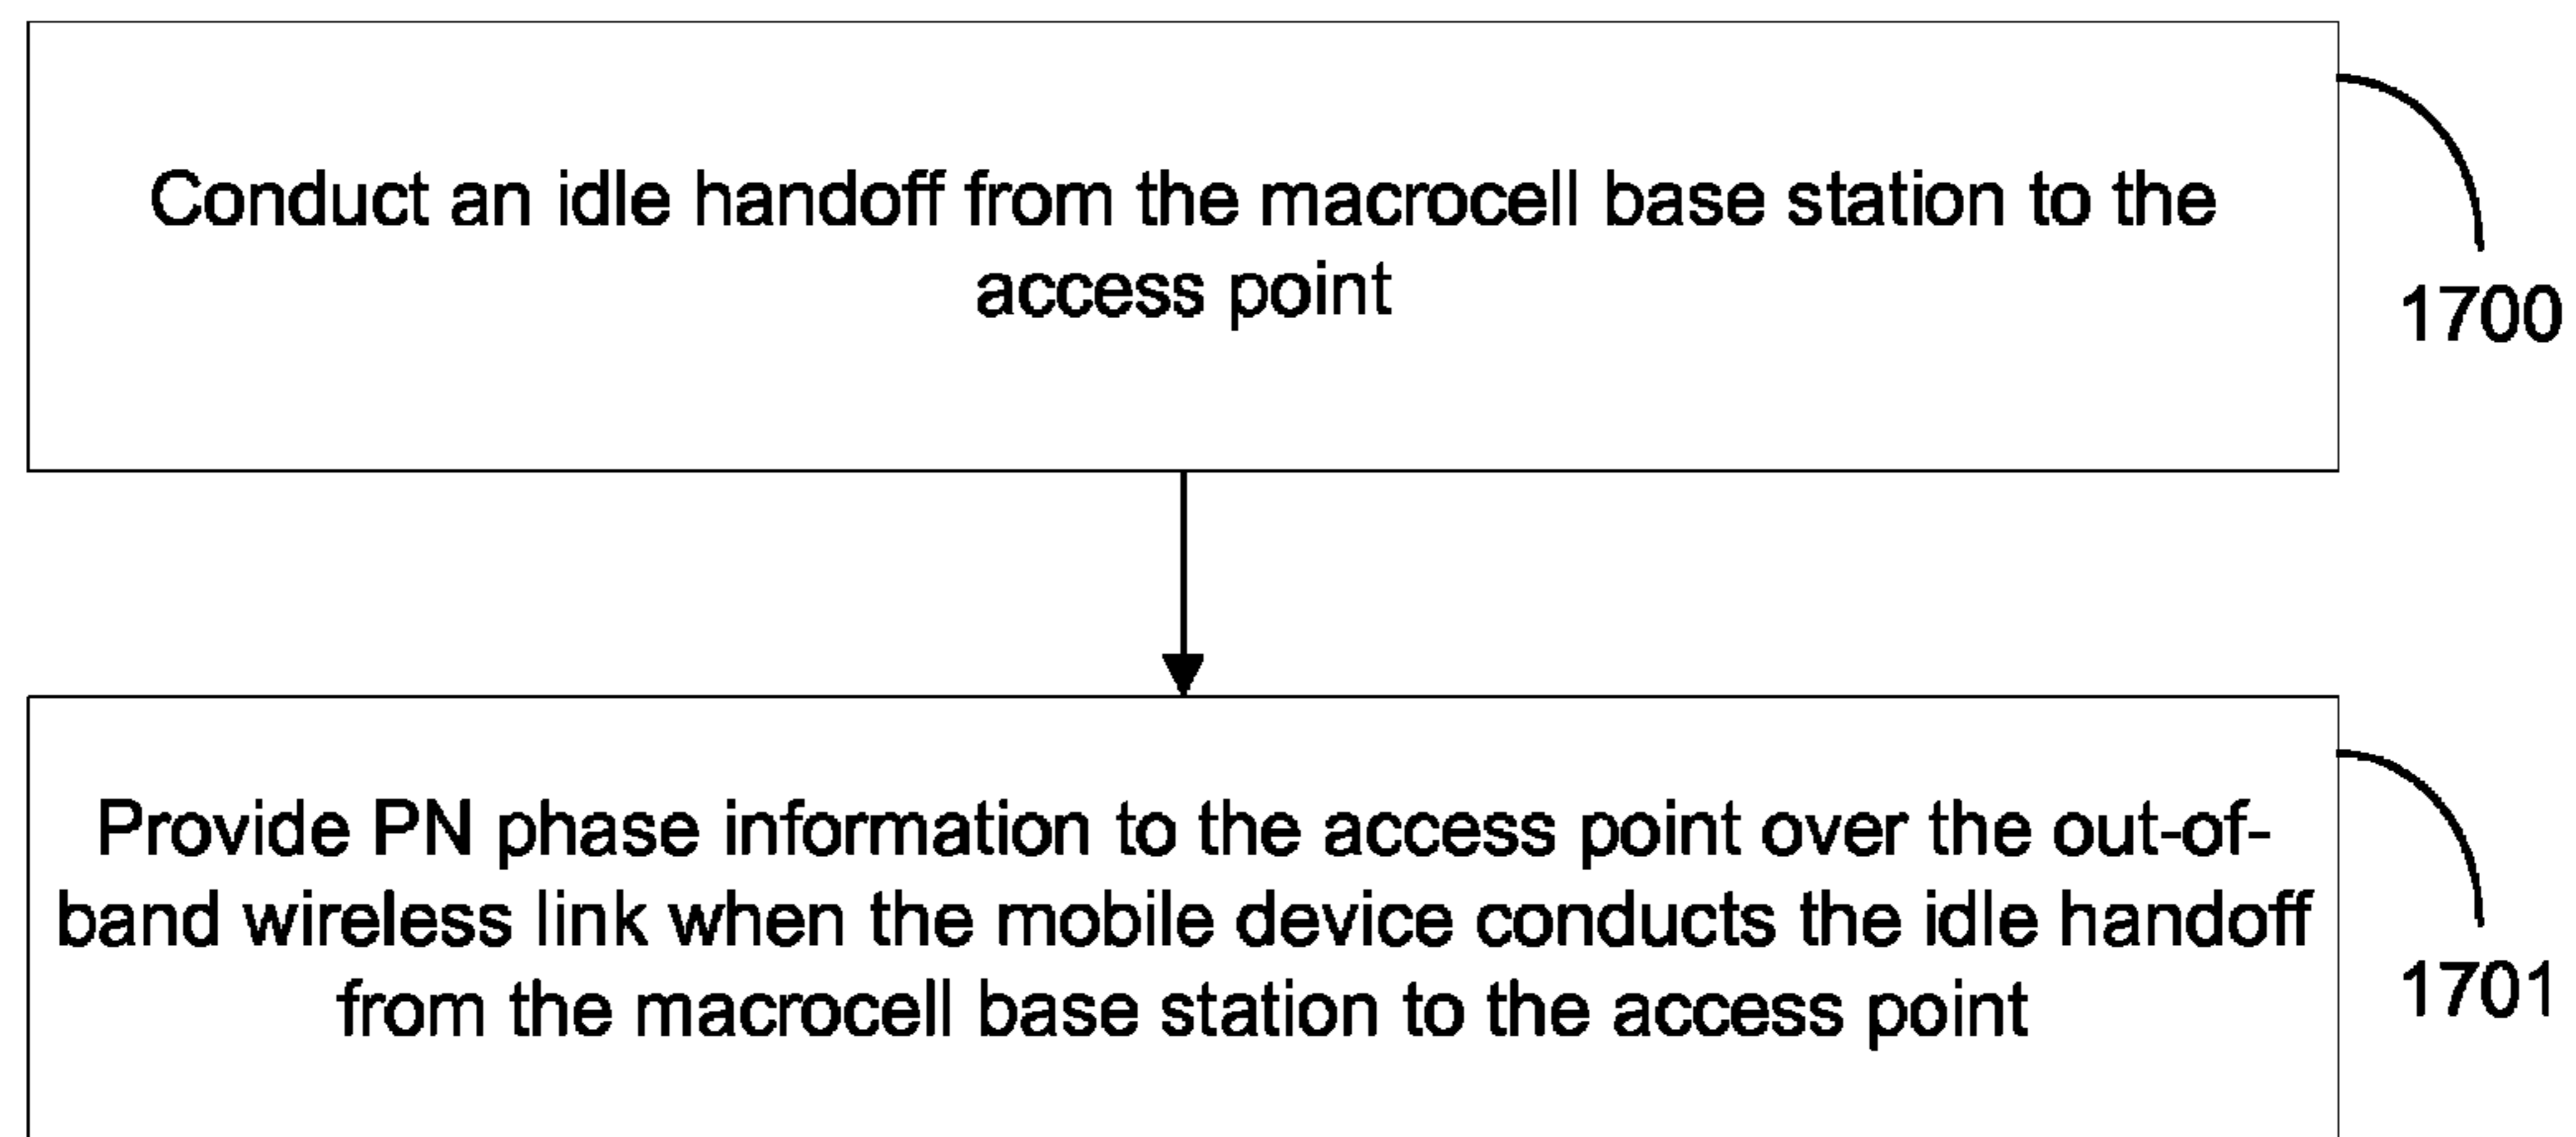 Conduct an idle handoff from the macrocell base station to the
access point
1700
Provide PN phase information to the access point over the out-of-
band wireless link when the mobile device conducts the idle handoff
from the macrocell base station to the access point
1701